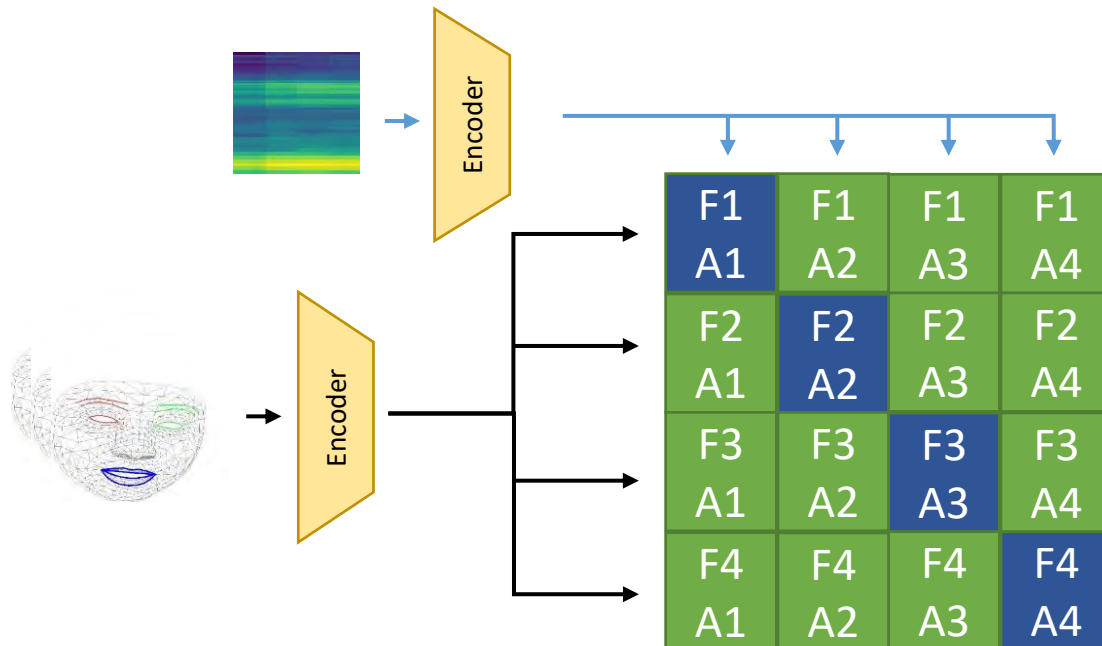 Encoder
F1 F1 F1 F1
A1 A2 A3 A4
Encoder
F2 F2 F2 F2
A1 A2 A3 A4
F3 F3 F3 F3
A1 A2 A3 A4
F4 F4 F4 F4
A1 A2 A3 A4